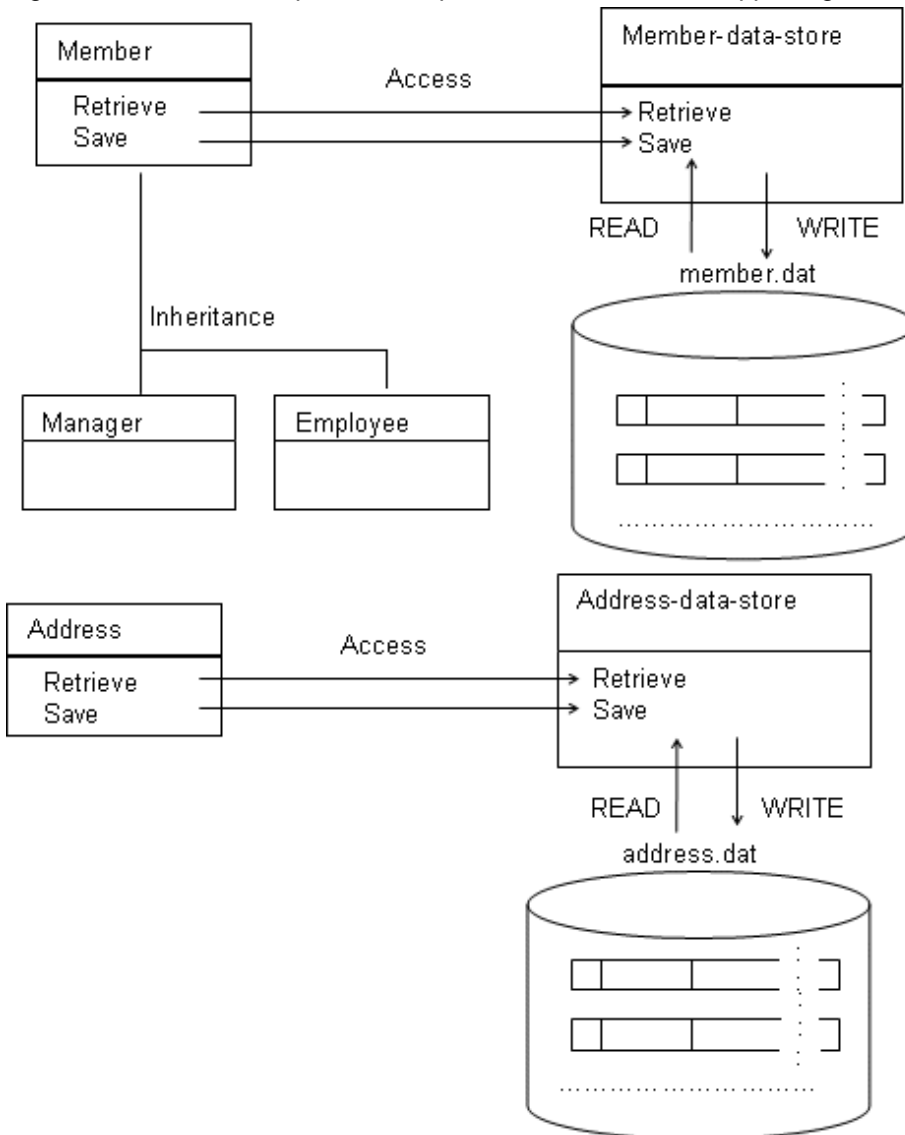 Member
Retrieve
Save
Access
Member-data-store
Retrieve
Save
READ
WRITE
member.dat
Inheritance
Manager
Employee
Address
Retrieve
Save
Access
Address-data-store
Retrieve
Save
READ
WRITE
address.dat